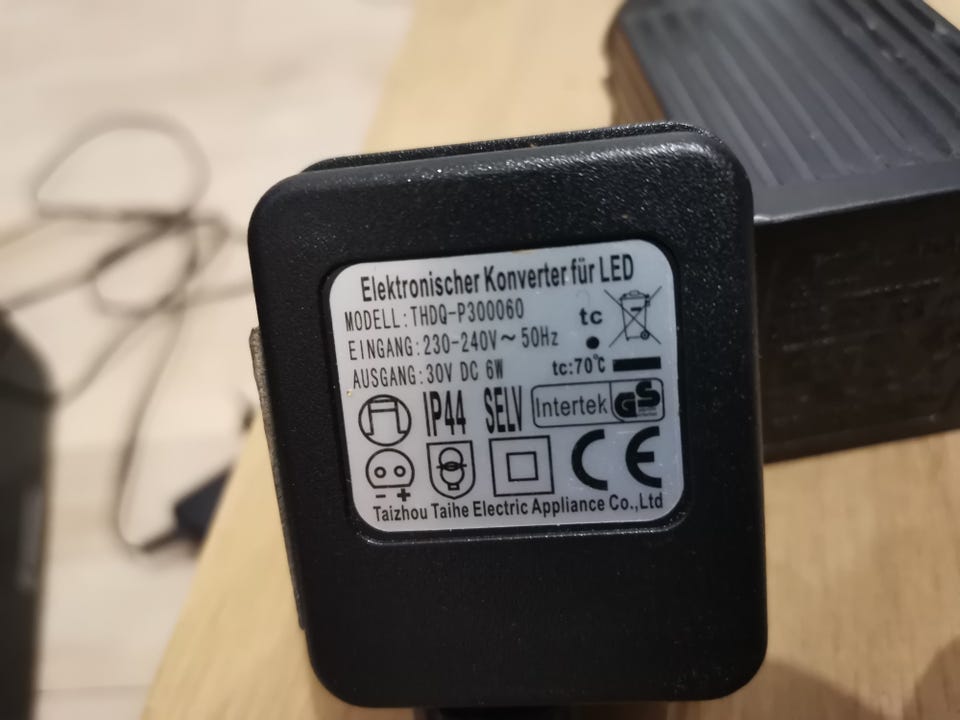 Elektronischer Konverter für LED
MODELL:THDQ-P300060
EINGANG:230-240V～50Hz
AUSGANG:30V DC 6W
tc
tc:70℃
IP44 SELV Intertek GS
- +
CE
Taizhou Taihe Electric Appliance Co.,Ltd